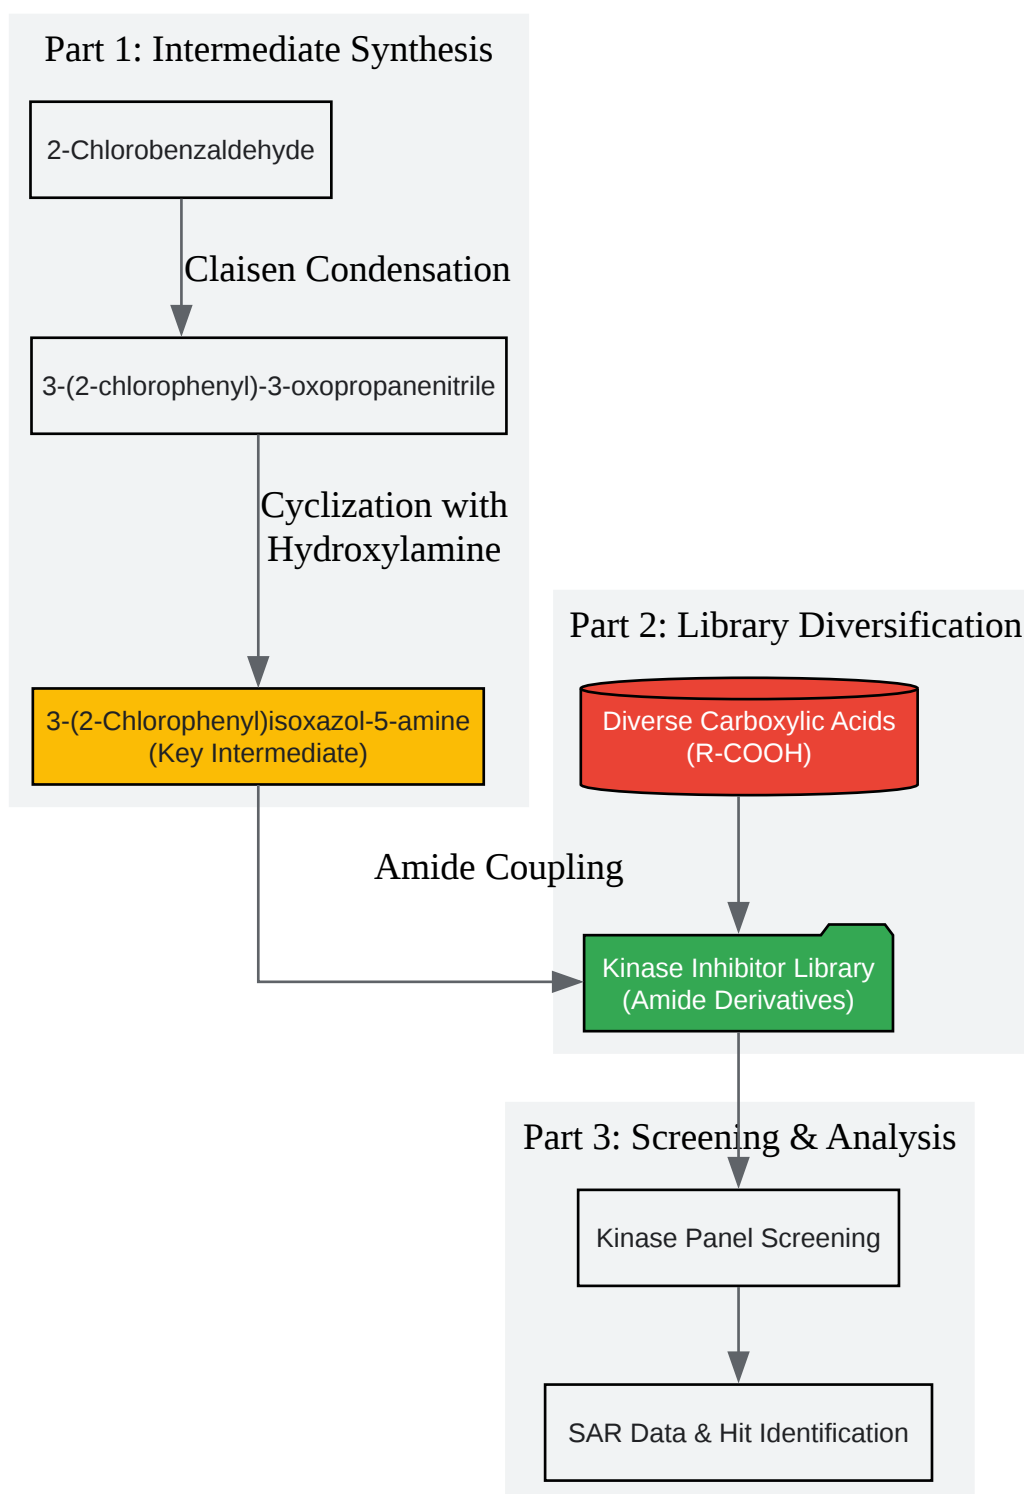 Part 1: Intermediate Synthesis
2-Chlorobenzaldehyde
Claisen Condensation
3-(2-chlorophenyl)-3-oxopropanenitrile
Cyclization with
Hydroxylamine
3-(2-Chlorophenyl)isoxazol-5-amine
(Key Intermediate)
Part 2: Library Diversification
Diverse Carboxylic Acids
(R-COOH)
Amide Coupling
Kinase Inhibitor Library
(Amide Derivatives)
Part 3: Screening & Analysis
Kinase Panel Screening
SAR Data & Hit Identification